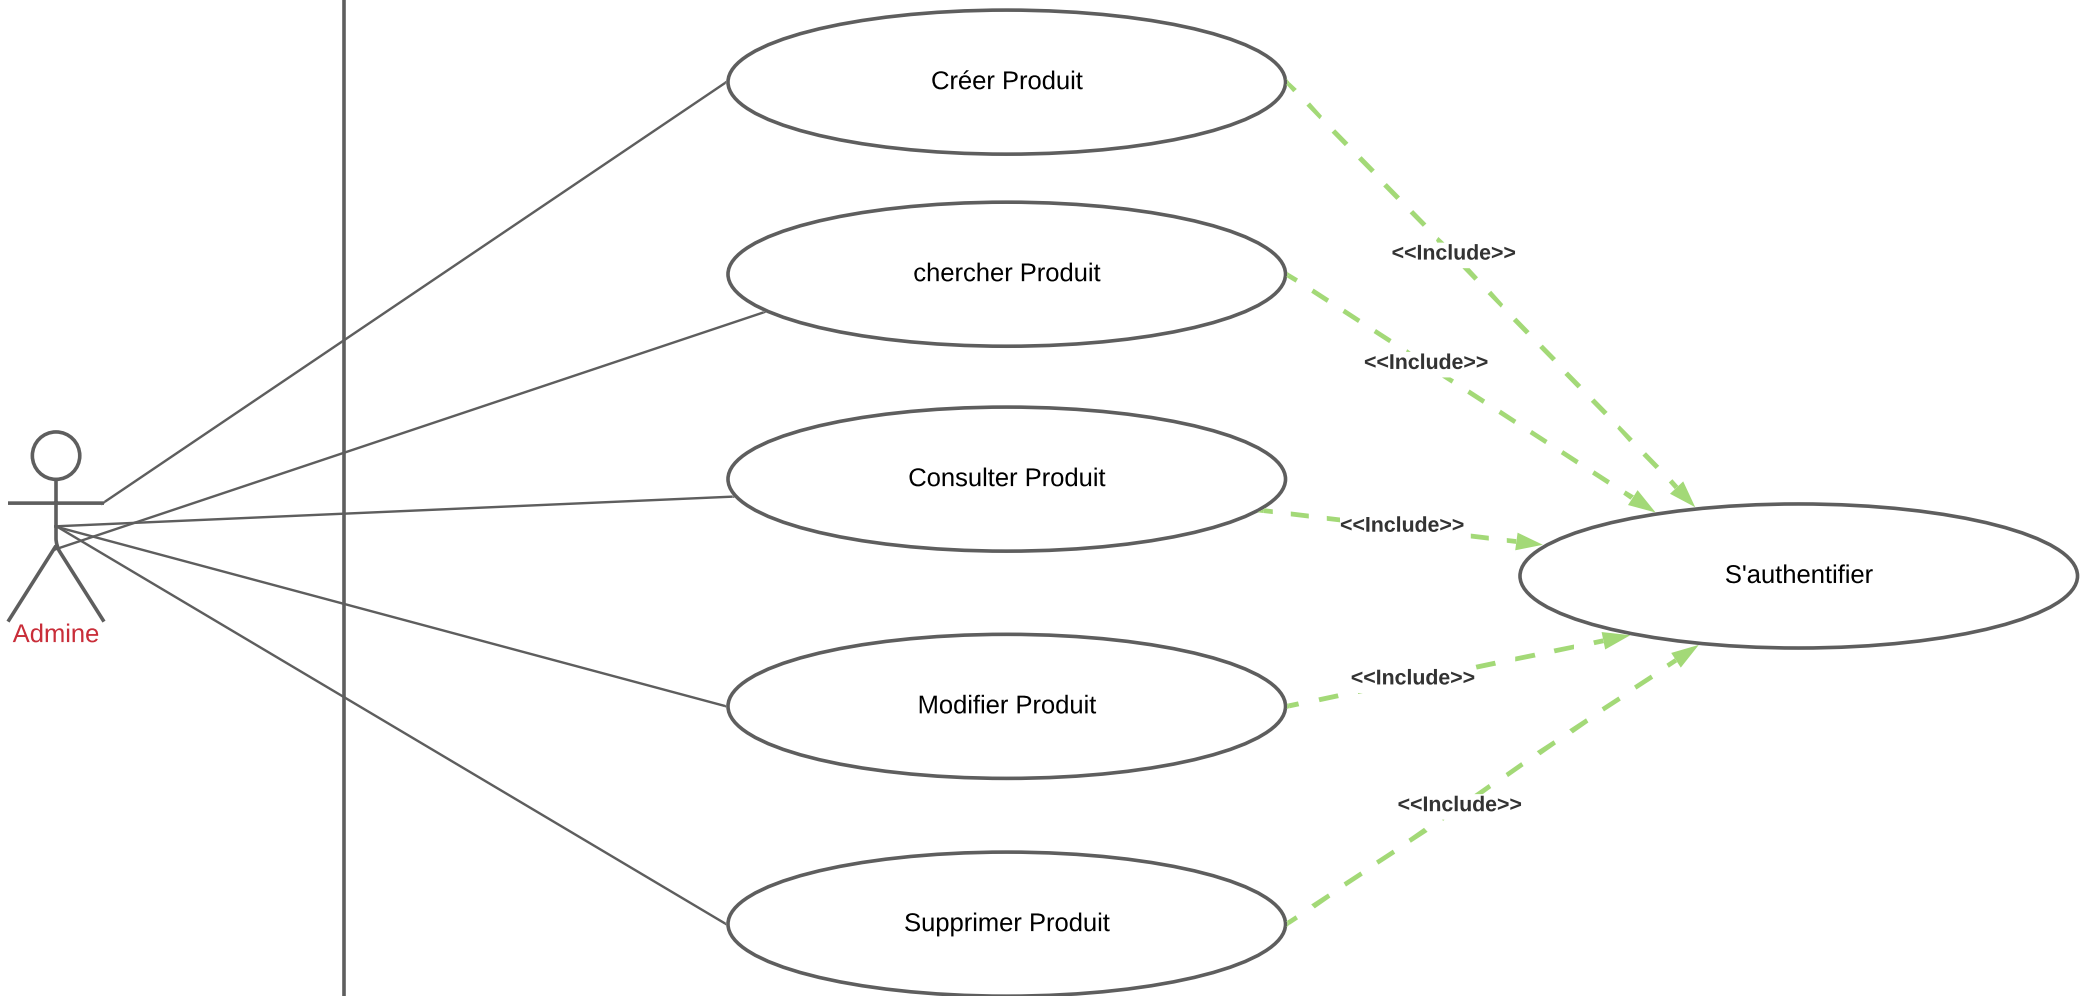 Créer Produit
<<Include>>
chercher Produit
<<Include>>
Consulter Produit
<<Include>>
S'authentifier
Admine
<<Include>>
Modifier Produit
<<Include>>
Supprimer Produit